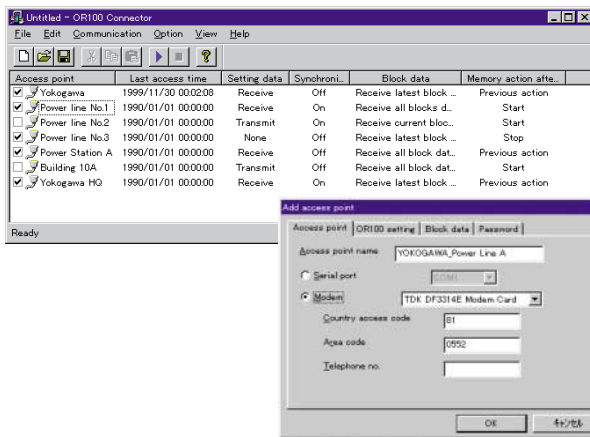 Untitled - OR100 Connector
File Edit Communication Option View Help
Access point Last access time Setting data Synchroni... Block data Memory action afte...
Yokogawa 1999/11/30 00:02:08 Receive Off Receive latest block ... Previous action
Power line No.1 1990/01/01 00:00:00 Receive On Receive all blocks d... Start
Power line No.2 1990/01/01 00:00:00 Transmit On Receive current bloc... Start
Power line No.3 1990/01/01 00:00:00 None Off Receive latest block ... Stop
Power Station A 1990/01/01 00:00:00 Receive Off Receive all block dat... Previous action
Building 10A 1990/01/01 00:00:00 Transmit Off Receive all block dat... Start
Yokogawa HQ 1990/01/01 00:00:00 Receive On Receive latest block ... Previous action
Ready
Add access point
Access point OR100 setting Block data Password
Access point name YOKOGAWA_Power Line A
Serial port COM1
Modem TDK DF3314E Modem Card
Country access code 81
Area code 0552
Telephone no.
OK キャンセル